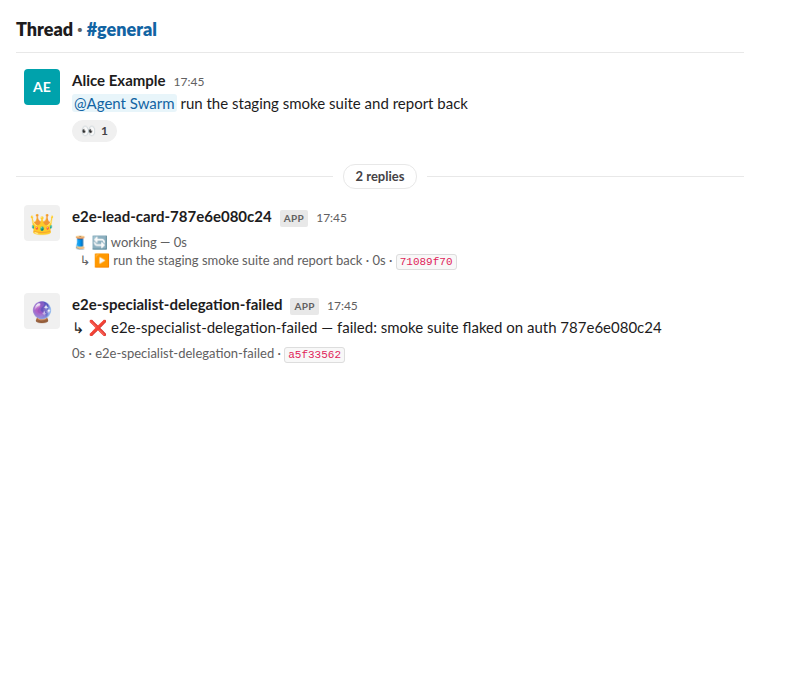 Thread • #general
AE
Alice Example 17:45
@Agent Swarm run the staging smoke suite and report back
👀 1
2 replies
e2e-lead-card-787e6e080c24 APP 17:45
🧵 🔄 working — 0s
↳ ▶️ run the staging smoke suite and report back · 0s · 71089f70
e2e-specialist-delegation-failed APP 17:45
↳ ❌ e2e-specialist-delegation-failed — failed: smoke suite flaked on auth 787e6e080c24
0s · e2e-specialist-delegation-failed · a5f33562